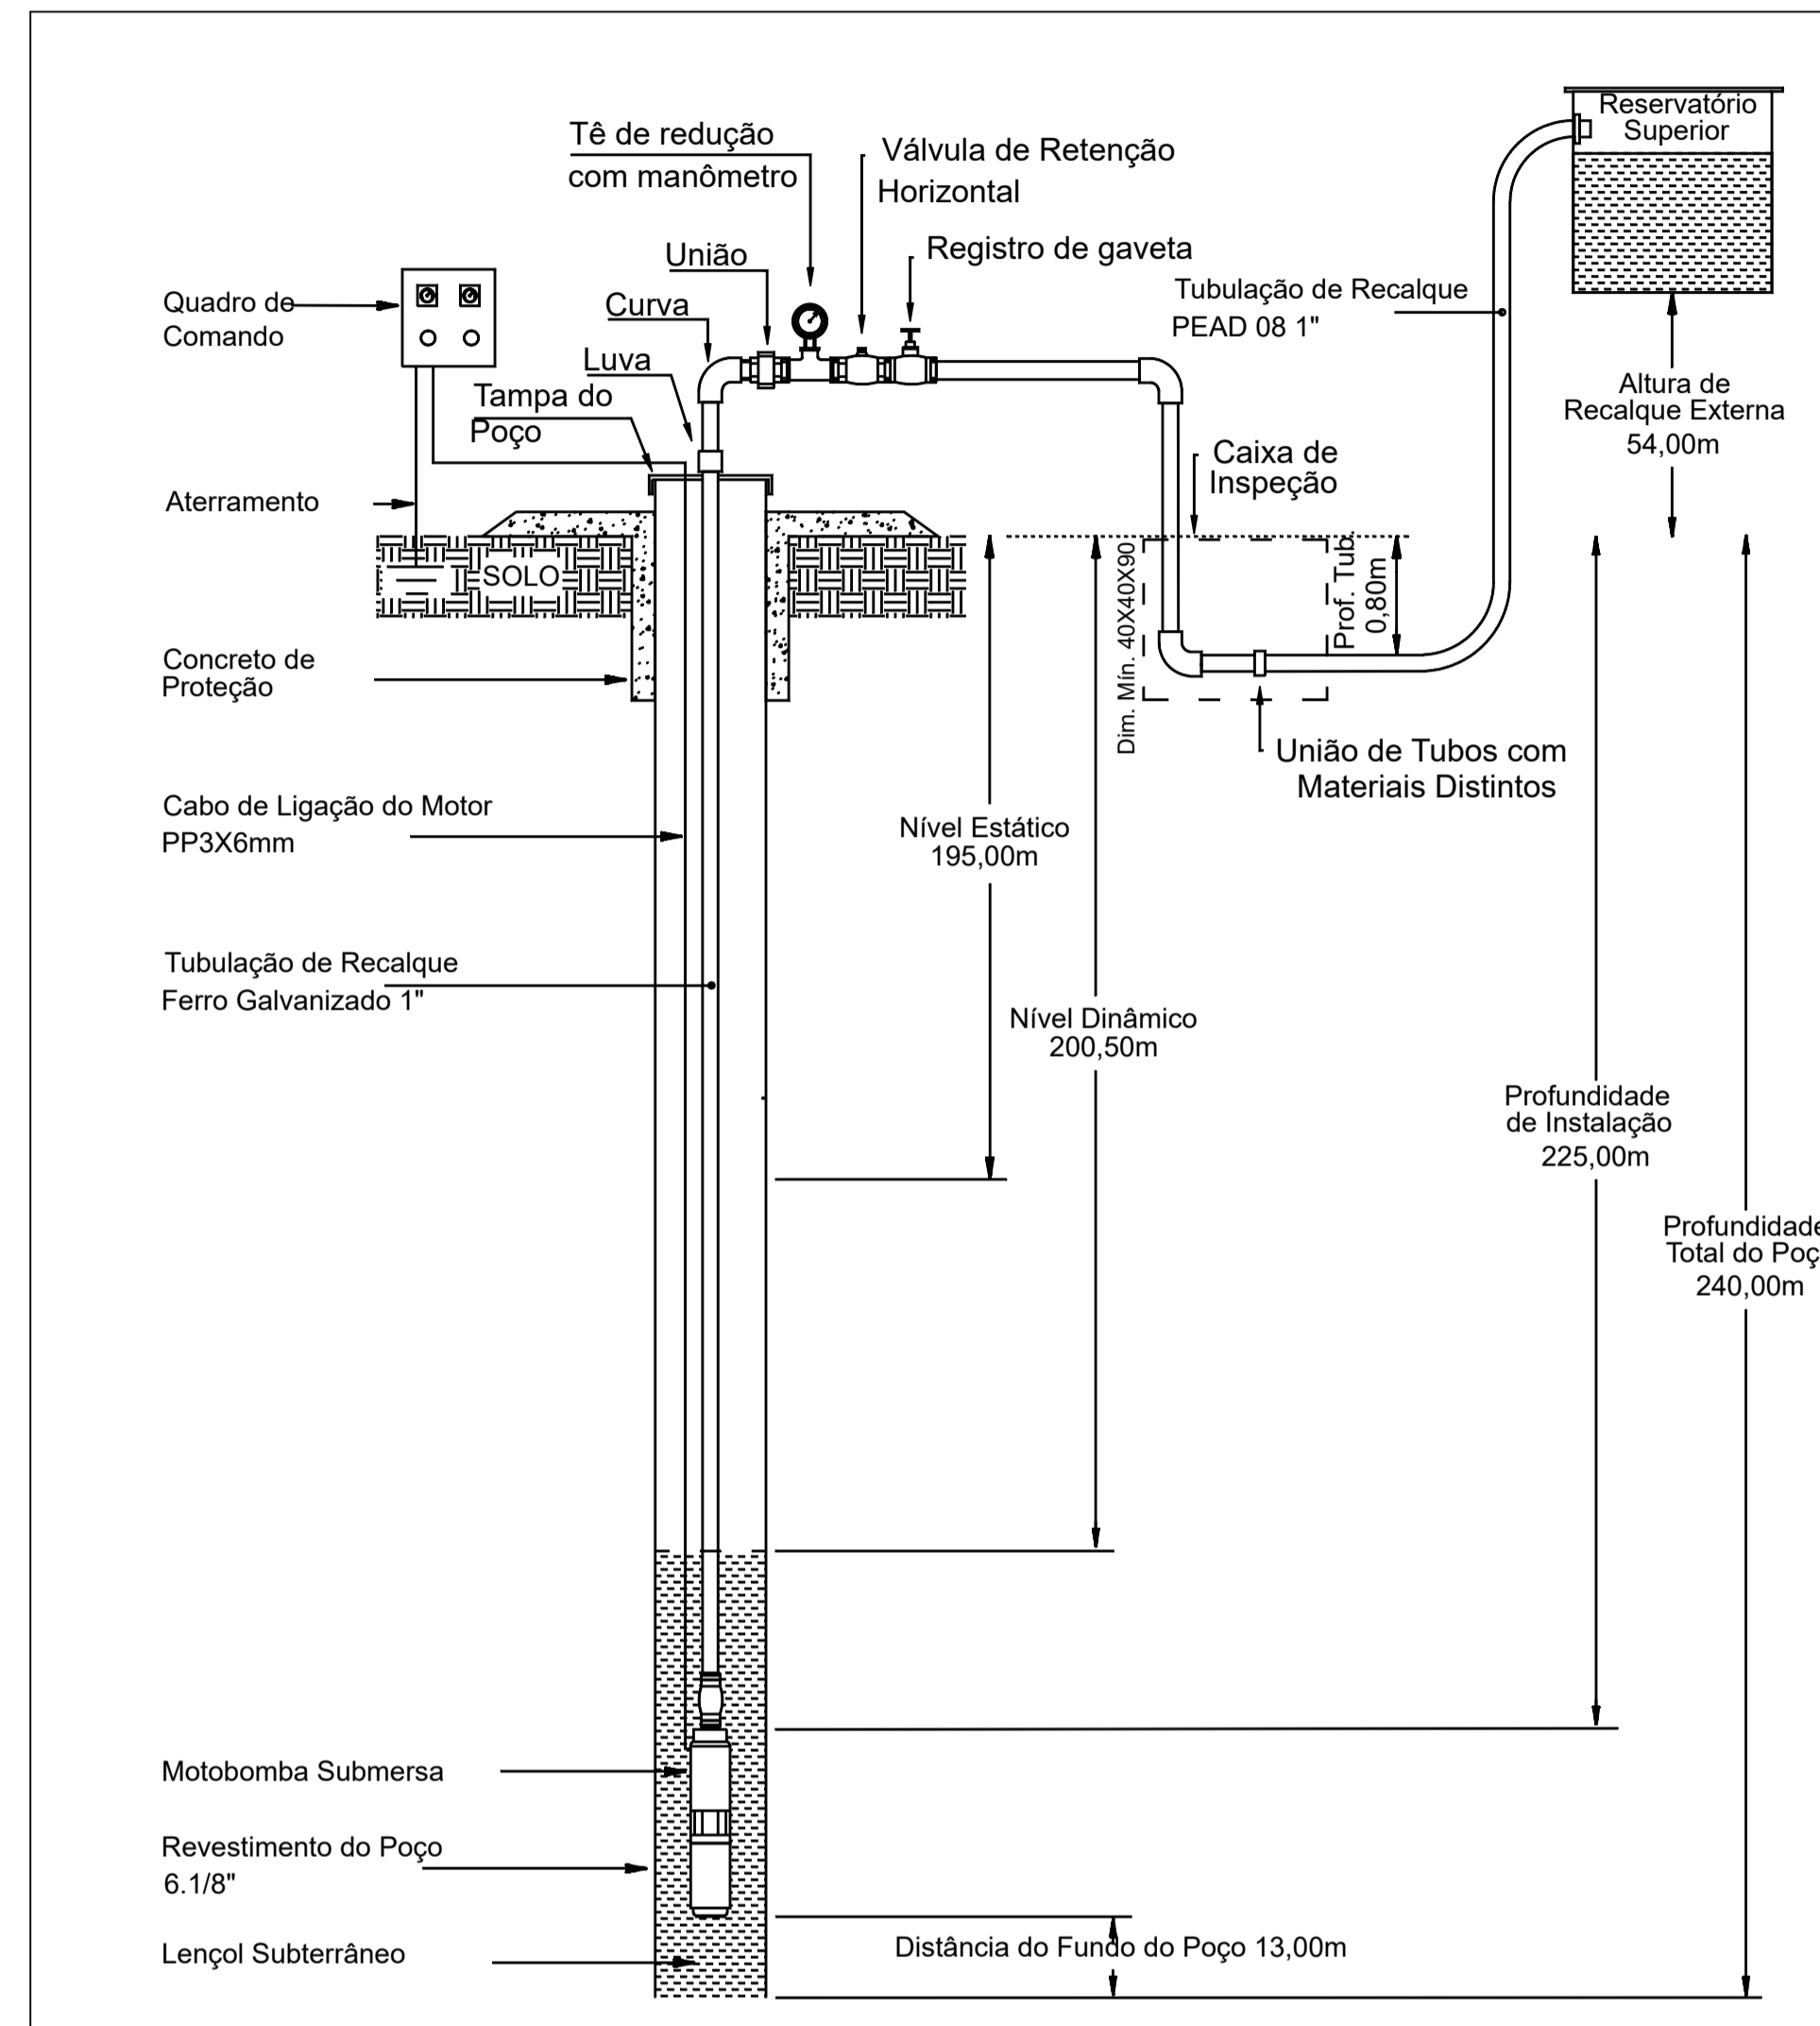 Reservatório
Superior
Tê de redução
com manômetro
Válvula de Retenção
Horizontal
União
Registro de gaveta
Quadro de
Comando
Curva
Tubulação de Recalque
PEAD 08 1"
Luva
Tampa do
Poço
Altura de
Recalque Externa
54,00m
Caixa de
Inspeção
Aterramento
SOLO
Dim. Mín. 40X40X90
Prof. Tub.
0,80m
Concreto de
Proteção
União de Tubos com
Materiais Distintos
Cabo de Ligação do Motor
PP3X6mm
Nível Estático
195,00m
Tubulação de Recalque
Ferro Galvanizado 1"
Nível Dinâmico
200,50m
Profundidade
de Instalação
225,00m
Profundidade
Total do Poç
240,00m
Motobomba Submersa
Revestimento do Poço
6.1/8"
Distância do Fundo do Poço 13,00m
Lençol Subterrâneo